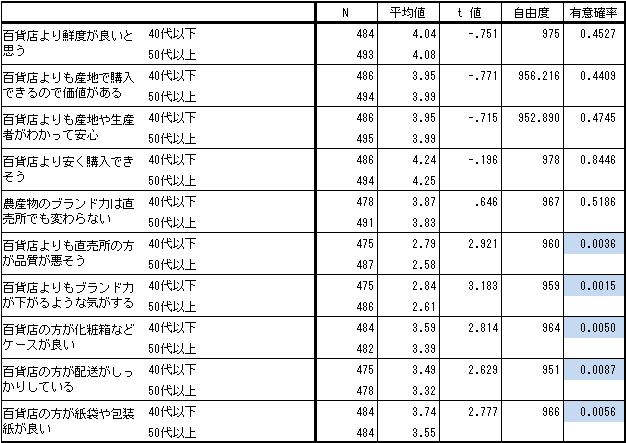 N 平均値 t 値 自由度 有意確率
百貨店より鮮度が良いと思う 40代以下 484 4.04 -.751 975 0.4527
50代以上 493 4.08
百貨店よりも産地で購入できるので価値がある 40代以下 486 3.95 -.771 956.216 0.4409
50代以上 494 3.99
百貨店よりも産地や生産者がわかって安心 40代以下 486 3.95 -.715 952.890 0.4745
50代以上 495 3.99
百貨店より安く購入できそう 40代以下 486 4.24 -.196 978 0.8446
50代以上 494 4.25
農産物のブランド力は直売所でも変わらない 40代以下 478 3.87 .646 967 0.5186
50代以上 491 3.83
百貨店よりも直売所の方が品質が悪そう 40代以下 475 2.79 2.921 960 0.0036
50代以上 487 2.58
百貨店よりもブランド力が下がるような気がする 40代以下 475 2.84 3.183 959 0.0015
50代以上 486 2.61
百貨店の方が化粧箱などケースが良い 40代以下 484 3.59 2.814 964 0.0050
50代以上 482 3.39
百貨店の方が配送がしっかりしている 40代以下 475 3.49 2.629 951 0.0087
50代以上 478 3.32
百貨店の方が紙袋や包装紙が良い 40代以下 484 3.74 2.777 966 0.0056
50代以上 484 3.55